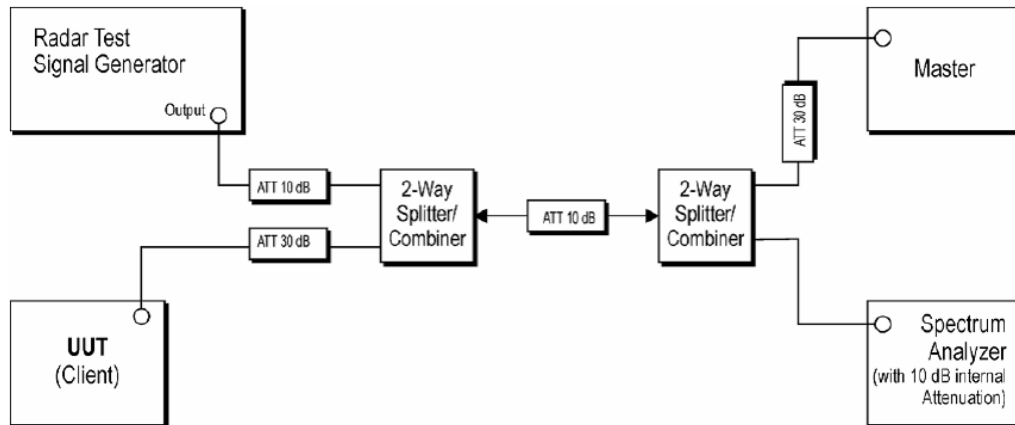 Radar Test
Signal Generator
Output
ATT 10 dB
ATT 30 dB
2-Way
Splitter/
Combiner
ATT 10 dB
2-Way
Splitter/
Combiner
ATT 30 dB
Master
UUT
(Client)
Spectrum
Analyzer
(with 10 dB internal
Attenuation)